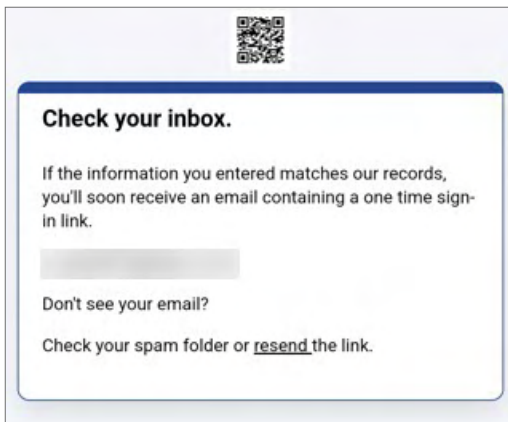 Check your inbox.
If the information you entered matches our records,
you'll soon receive an email containing a one time sign-
in link.
Don't see your email?
Check your spam folder or resend the link.